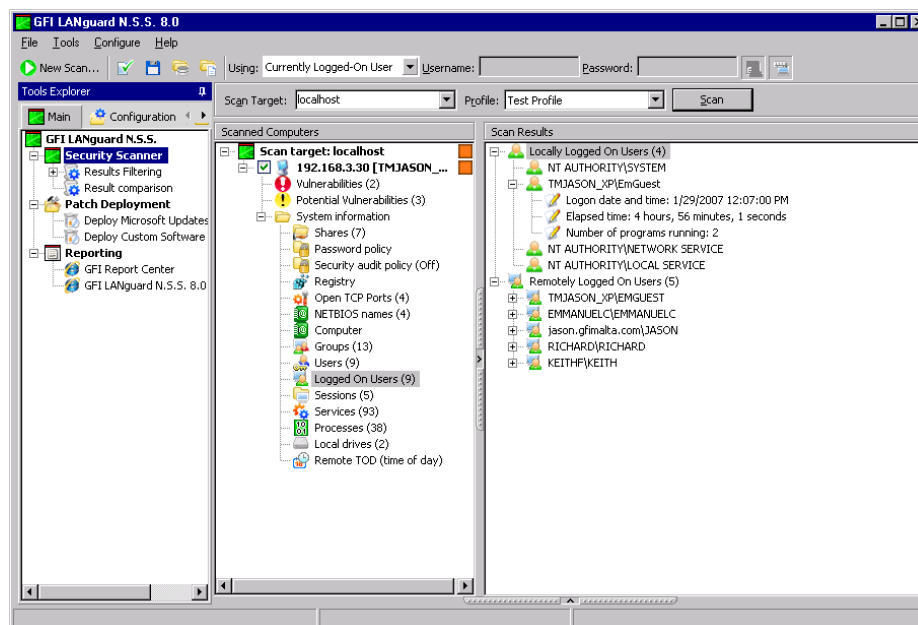 GFI LANguard N.S.S. 8.0
File Tools Configure Help
New Scan... Using: Currently Logged-On User Username: Password:
Tools Explorer
Main Configuration
GFI LANguard N.S.S.
Security Scanner
Results Filtering
Result comparison
Patch Deployment
Deploy Microsoft Updates
Deploy Custom Software
Reporting
GFI Report Center
GFI LANguard N.S.S. 8.0
Scan Target: localhost Profile: Test Profile Scan
Scanned Computers
Scan target: localhost
192.168.3.30 [TMJASON_...
Vulnerabilities (2)
Potential Vulnerabilities (3)
System information
Shares (7)
Password policy
Security audit policy (Off)
Registry
Open TCP Ports (4)
NETBIOS names (4)
Computer
Groups (13)
Users (9)
Logged On Users (9)
Sessions (5)
Services (93)
Processes (38)
Local drives (2)
Remote TOD (time of day)
Scan Results
Locally Logged On Users (4)
NT AUTHORITY\SYSTEM
TMJASON_XP\EmGuest
Logon date and time: 1/29/2007 12:07:00 PM
Elapsed time: 4 hours, 56 minutes, 1 seconds
Number of programs running: 2
NT AUTHORITY\NETWORK SERVICE
NT AUTHORITY\LOCAL SERVICE
Remotely Logged On Users (5)
TMJASON_XP\EMGUEST
EMMANUELC\EMMANUELC
jason.gfimalta.com\JASON
RICHARD\RICHARD
KEITHF\KEITH